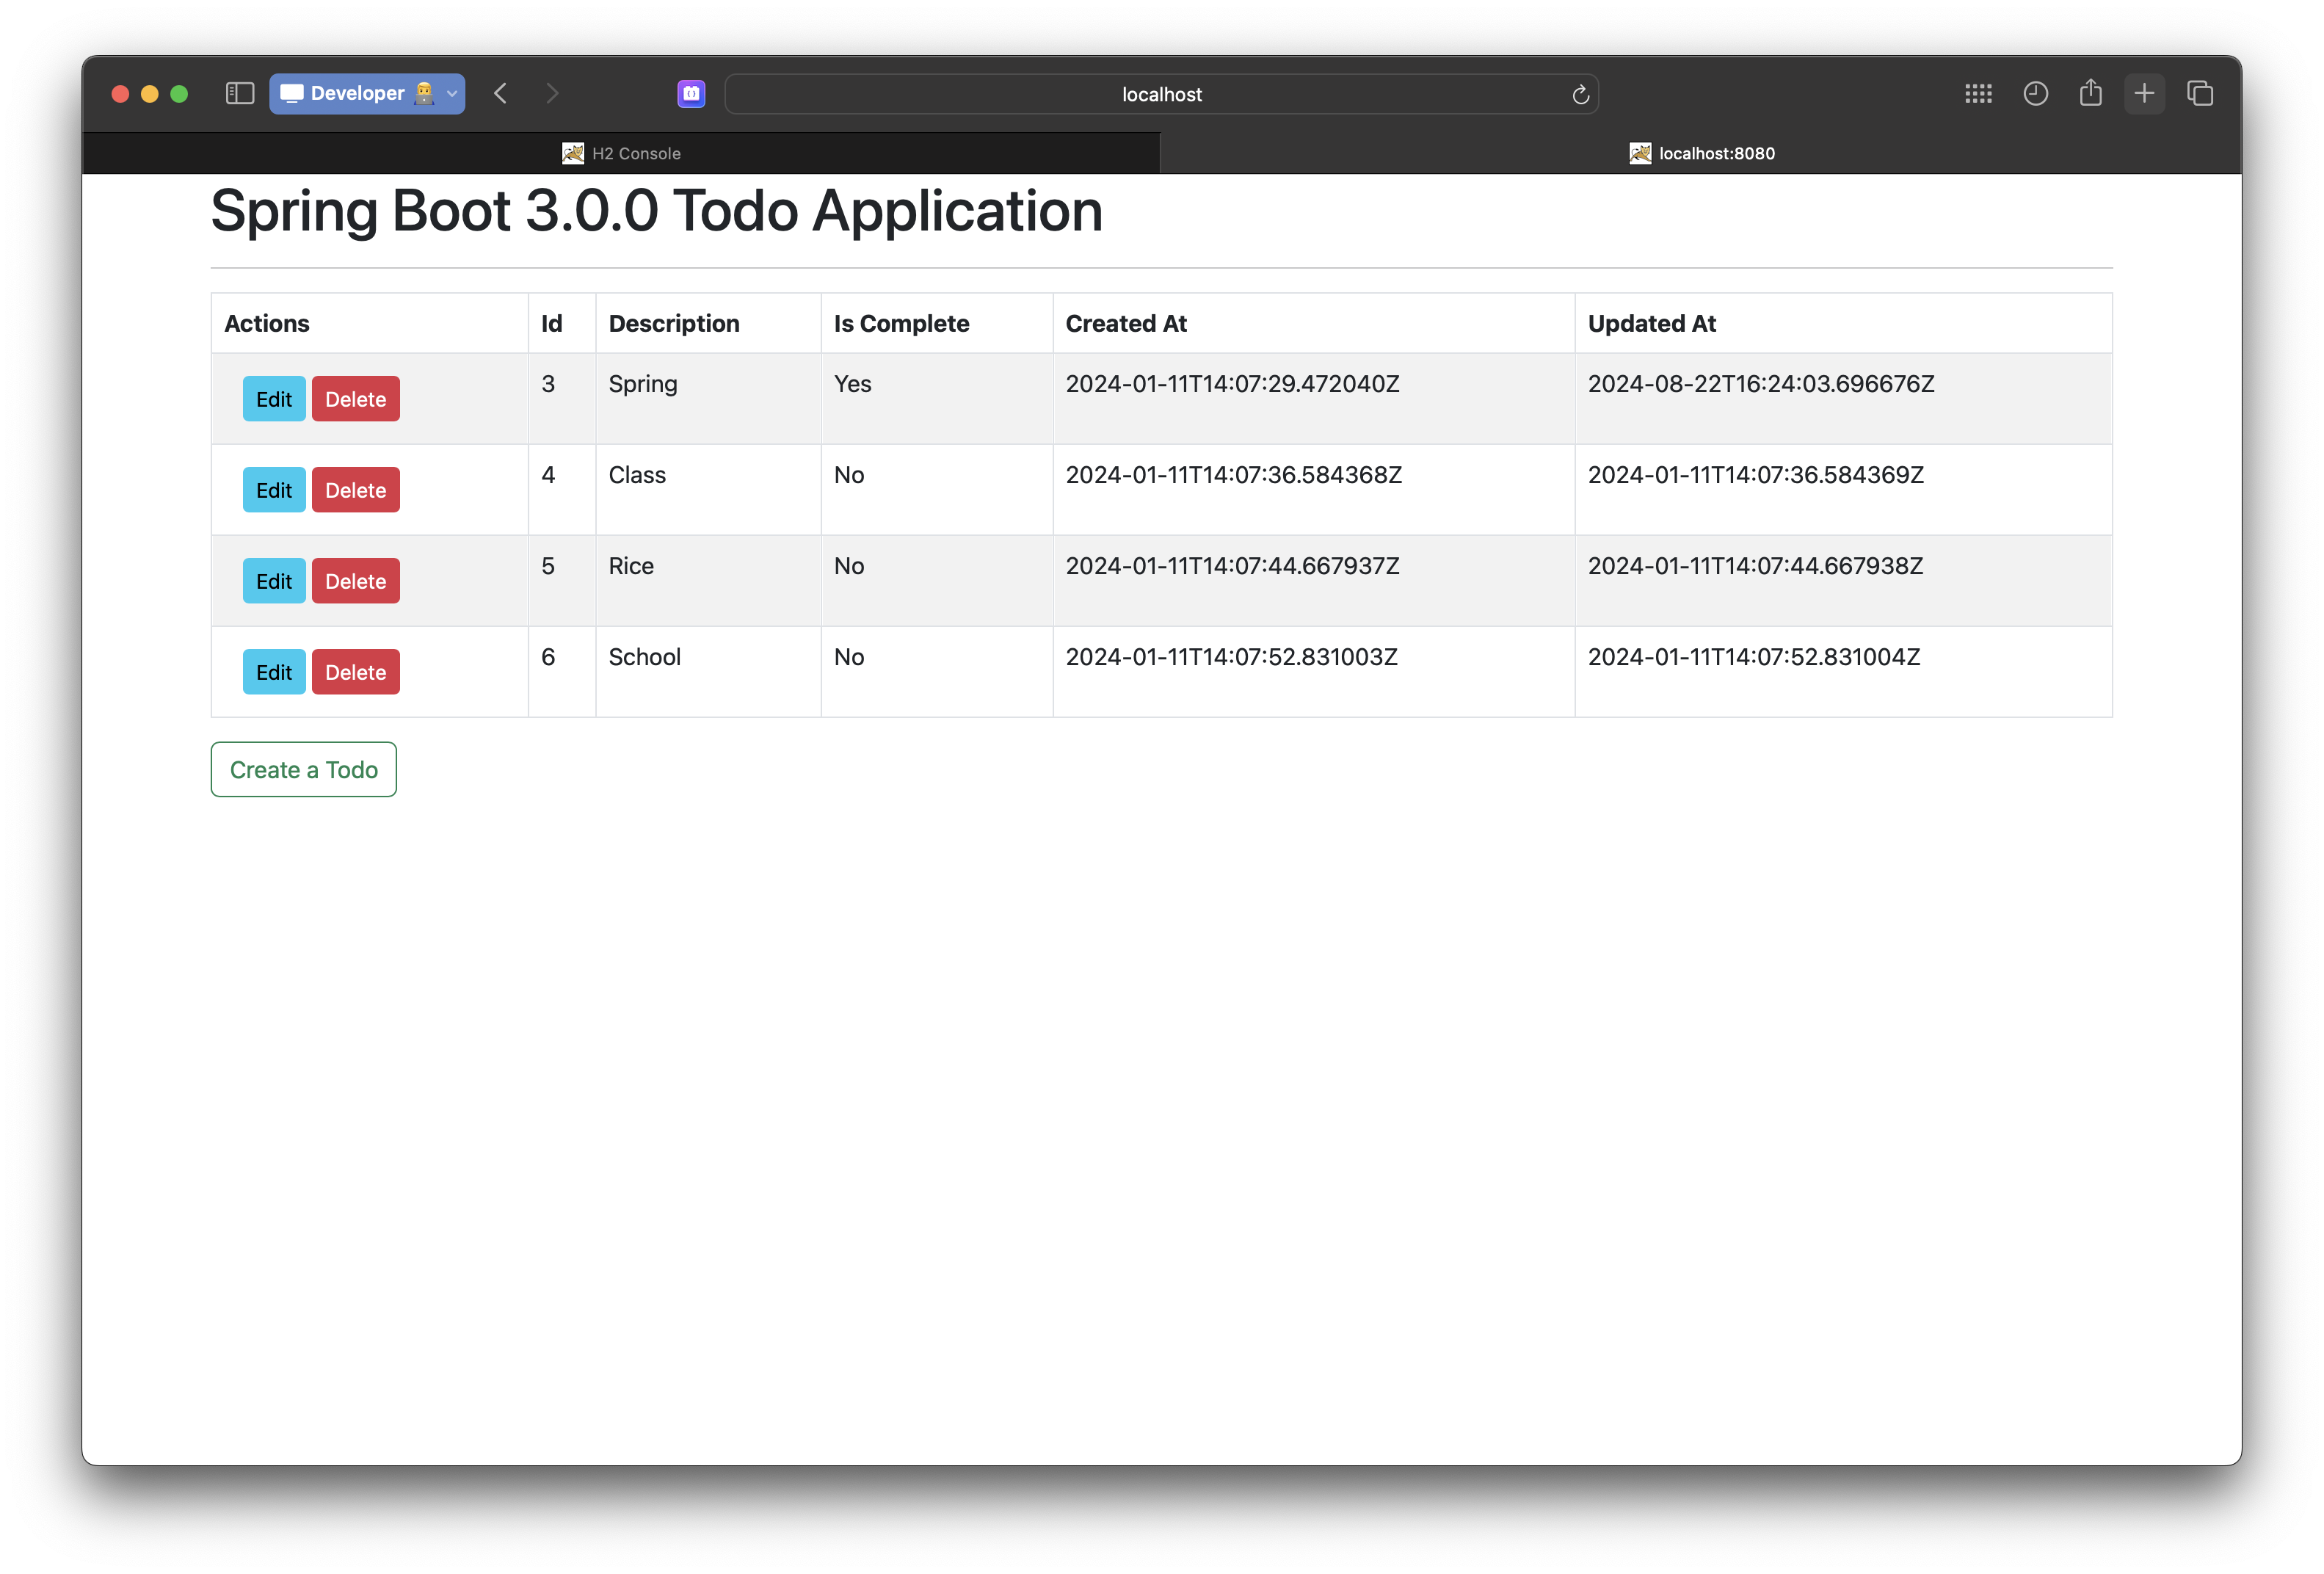 Developer
localhost
H2 Console
localhost:8080
Spring Boot 3.0.0 Todo Application
Actions Id Description Is Complete Created At Updated At
Edit Delete 3 Spring Yes 2024-01-11T14:07:29.472040Z 2024-08-22T16:24:03.696676Z
Edit Delete 4 Class No 2024-01-11T14:07:36.584368Z 2024-01-11T14:07:36.584369Z
Edit Delete 5 Rice No 2024-01-11T14:07:44.667937Z 2024-01-11T14:07:44.667938Z
Edit Delete 6 School No 2024-01-11T14:07:52.831003Z 2024-01-11T14:07:52.831004Z
Create a Todo